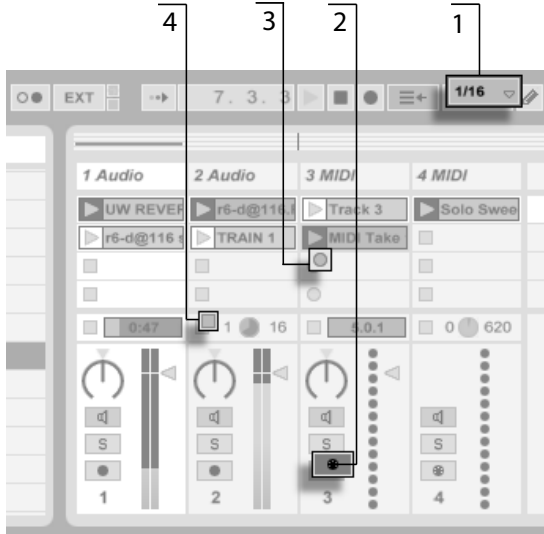 4 3 2 1
EXT 7. 3. 3 1/16
1 Audio 2 Audio 3 MIDI 4 MIDI
UW REVER r6-d@116. Track 3 Solo Swee
r6-d@116 s TRAIN 1 MIDI Take
0:47 1 16 5.0.1 0 620
S S S S
1 2 3 4